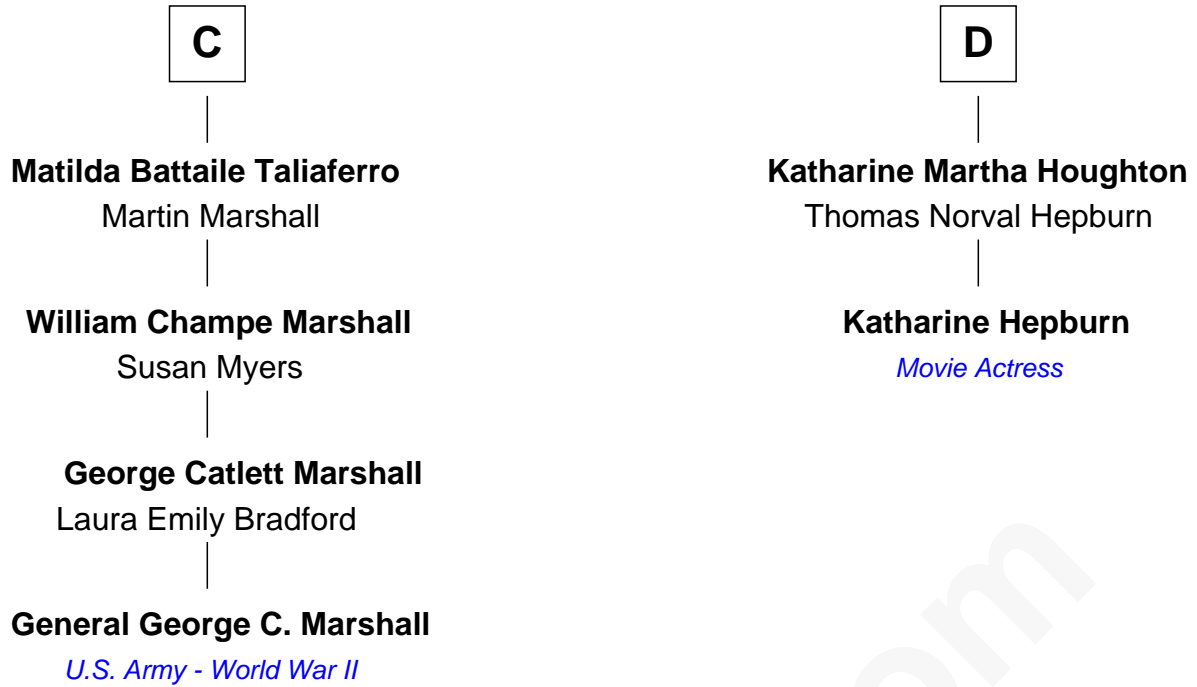 C
Matilda Battaile Taliaferro
Martin Marshall
William Champe Marshall
Susan Myers
George Catlett Marshall
Laura Emily Bradford
General George C. Marshall
U.S. Army - World War II
D
Katharine Martha Houghton
Thomas Norval Hepburn
Katharine Hepburn
Movie Actress
om